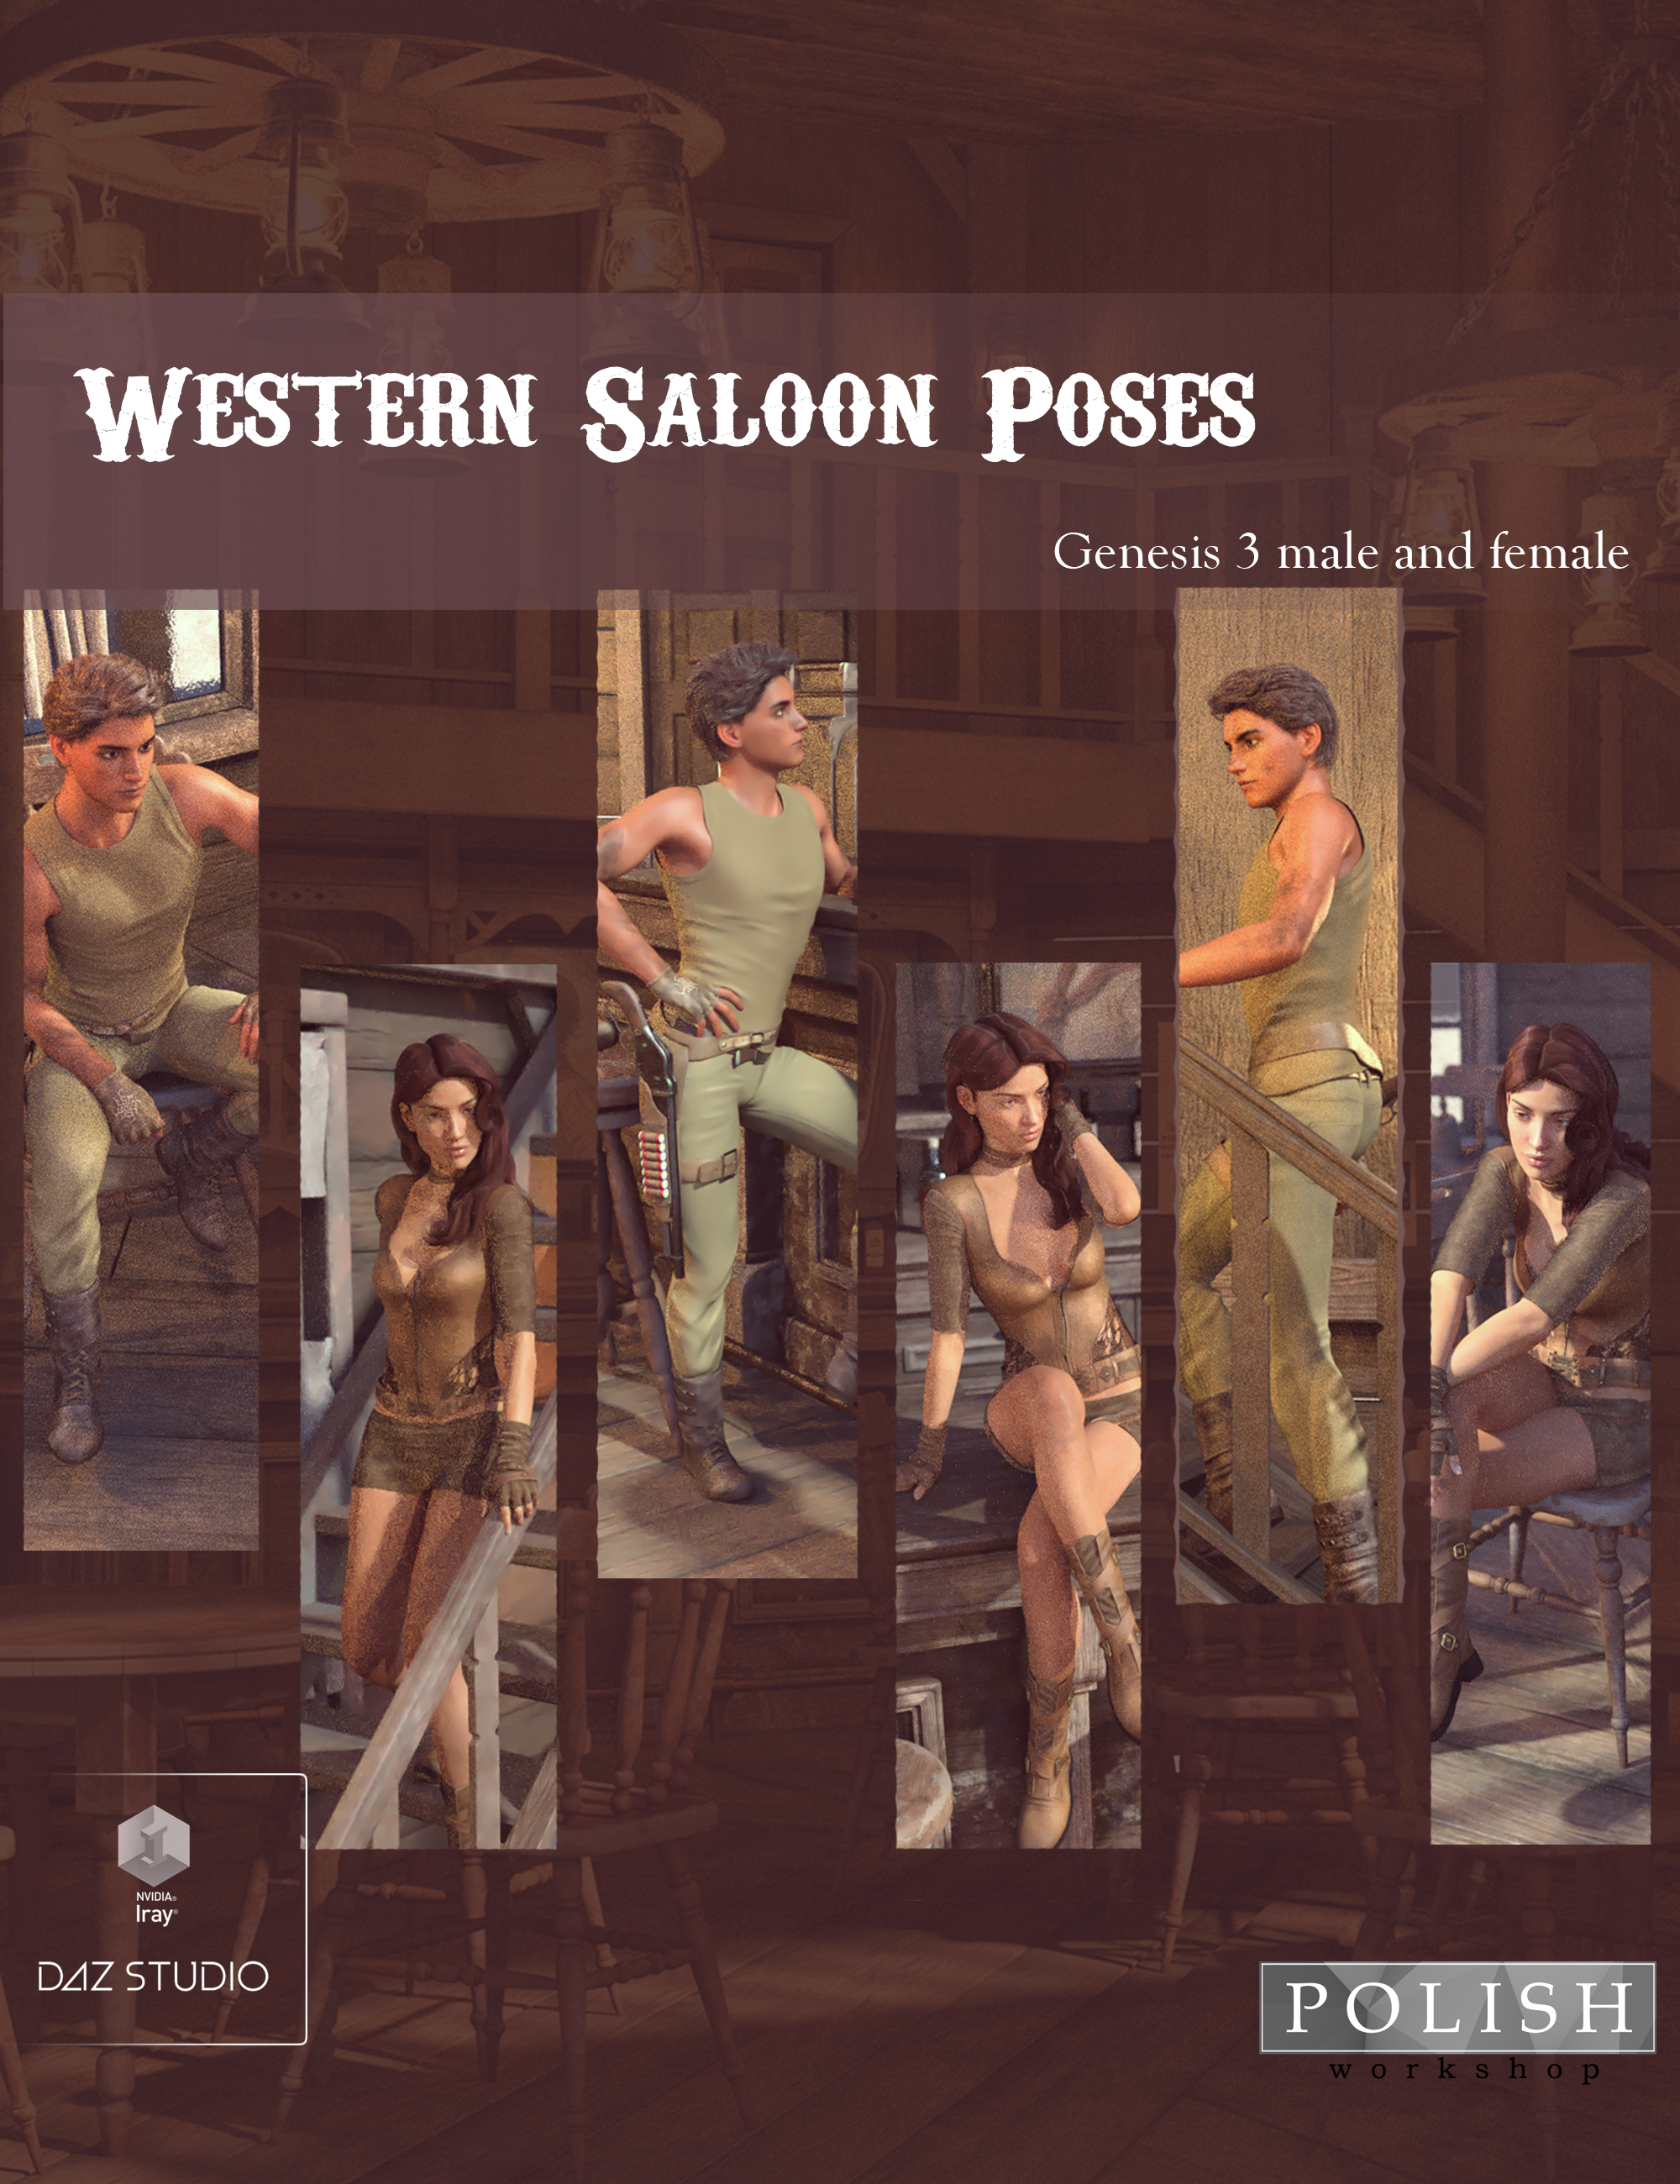 Western Saloon Poses
Genesis 3 male and female
NVIDIA®
Iray®
DAZ STUDIO
POLISH
workshop